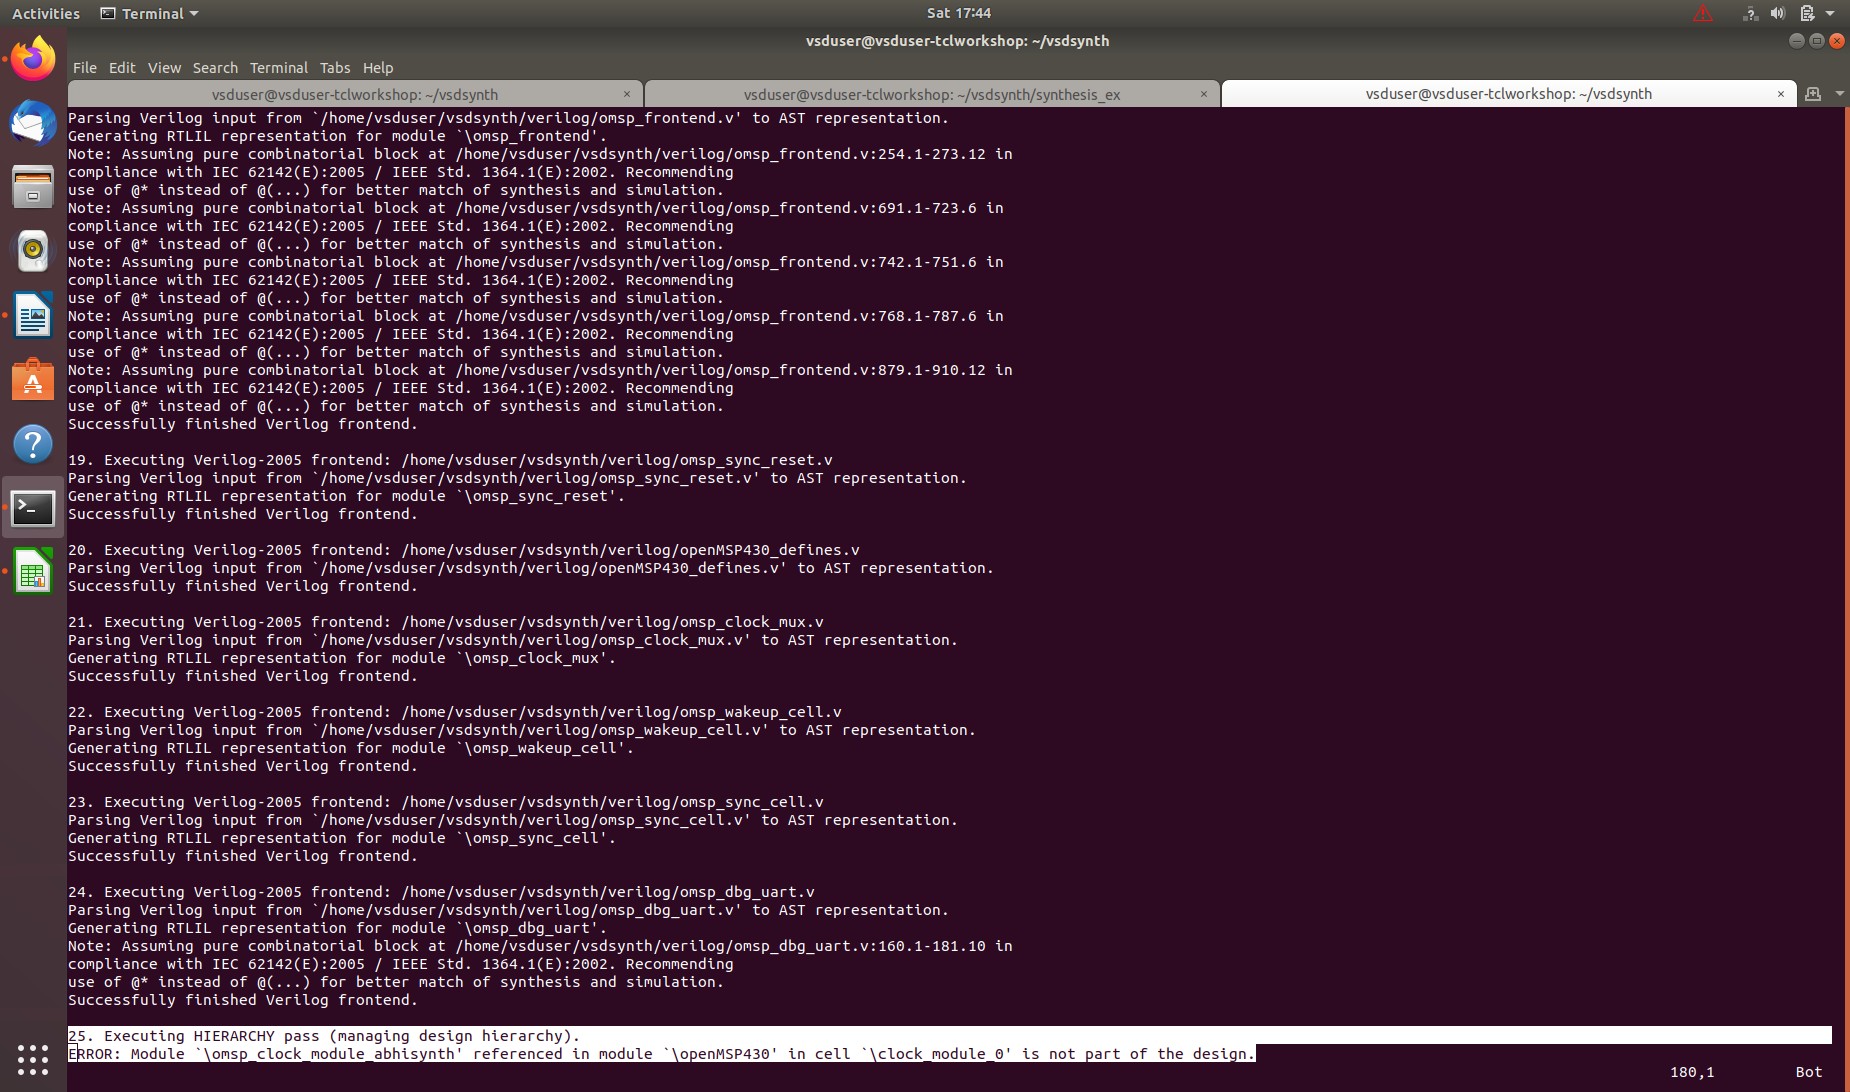 Activities
Terminal
Sat 17:44
vsduser@vsduser-tclworkshop: ~/vsdsynth
File Edit View Search Terminal Tabs Help
vsduser@vsduser-tclworkshop: ~/vsdsynth
vsduser@vsduser-tclworkshop: ~/vsdsynth/synthesis_ex
vsduser@vsduser-tclworkshop: ~/vsdsynth
Parsing Verilog input from `/home/vsduser/vsdsynth/verilog/omsp_frontend.v' to AST representation.
Generating RTLIL representation for module `\omsp_frontend'.
Note: Assuming pure combinatorial block at /home/vsduser/vsdsynth/verilog/omsp_frontend.v:254.1-273.12 in
compliance with IEC 62142(E):2005 / IEEE Std. 1364.1(E):2002. Recommending
use of @* instead of @(...) for better match of synthesis and simulation.
Note: Assuming pure combinatorial block at /home/vsduser/vsdsynth/verilog/omsp_frontend.v:691.1-723.6 in
compliance with IEC 62142(E):2005 / IEEE Std. 1364.1(E):2002. Recommending
use of @* instead of @(...) for better match of synthesis and simulation.
Note: Assuming pure combinatorial block at /home/vsduser/vsdsynth/verilog/omsp_frontend.v:742.1-751.6 in
compliance with IEC 62142(E):2005 / IEEE Std. 1364.1(E):2002. Recommending
use of @* instead of @(...) for better match of synthesis and simulation.
Note: Assuming pure combinatorial block at /home/vsduser/vsdsynth/verilog/omsp_frontend.v:768.1-787.6 in
compliance with IEC 62142(E):2005 / IEEE Std. 1364.1(E):2002. Recommending
use of @* instead of @(...) for better match of synthesis and simulation.
Note: Assuming pure combinatorial block at /home/vsduser/vsdsynth/verilog/omsp_frontend.v:879.1-910.12 in
compliance with IEC 62142(E):2005 / IEEE Std. 1364.1(E):2002. Recommending
use of @* instead of @(...) for better match of synthesis and simulation.
Successfully finished Verilog frontend.
19. Executing Verilog-2005 frontend: /home/vsduser/vsdsynth/verilog/omsp_sync_reset.v
Parsing Verilog input from `/home/vsduser/vsdsynth/verilog/omsp_sync_reset.v' to AST representation.
Generating RTLIL representation for module `\omsp_sync_reset'.
Successfully finished Verilog frontend.
20. Executing Verilog-2005 frontend: /home/vsduser/vsdsynth/verilog/openMSP430_defines.v
Parsing Verilog input from `/home/vsduser/vsdsynth/verilog/openMSP430_defines.v' to AST representation.
Successfully finished Verilog frontend.
21. Executing Verilog-2005 frontend: /home/vsduser/vsdsynth/verilog/omsp_clock_mux.v
Parsing Verilog input from `/home/vsduser/vsdsynth/verilog/omsp_clock_mux.v' to AST representation.
Generating RTLIL representation for module `\omsp_clock_mux'.
Successfully finished Verilog frontend.
22. Executing Verilog-2005 frontend: /home/vsduser/vsdsynth/verilog/omsp_wakeup_cell.v
Parsing Verilog input from `/home/vsduser/vsdsynth/verilog/omsp_wakeup_cell.v' to AST representation.
Generating RTLIL representation for module `\omsp_wakeup_cell'.
Successfully finished Verilog frontend.
23. Executing Verilog-2005 frontend: /home/vsduser/vsdsynth/verilog/omsp_sync_cell.v
Parsing Verilog input from `/home/vsduser/vsdsynth/verilog/omsp_sync_cell.v' to AST representation.
Generating RTLIL representation for module `\omsp_sync_cell'.
Successfully finished Verilog frontend.
24. Executing Verilog-2005 frontend: /home/vsduser/vsdsynth/verilog/omsp_dbg_uart.v
Parsing Verilog input from `/home/vsduser/vsdsynth/verilog/omsp_dbg_uart.v' to AST representation.
Generating RTLIL representation for module `\omsp_dbg_uart'.
Note: Assuming pure combinatorial block at /home/vsduser/vsdsynth/verilog/omsp_dbg_uart.v:160.1-181.10 in
compliance with IEC 62142(E):2005 / IEEE Std. 1364.1(E):2002. Recommending
use of @* instead of @(...) for better match of synthesis and simulation.
Successfully finished Verilog frontend.
25. Executing HIERARCHY pass (managing design hierarchy).
ERROR: Module `\omsp_clock_module_abhisynth' referenced in module `\openMSP430' in cell `\clock_module_0' is not part of the design.
180,1 Bot